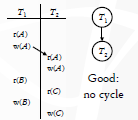 T₁ T₂
r(A)
w(A)
r(A)
w(A)
r(B)
r(C)
w(B)
w(C)
T₁
T₂
Good:
no cycle